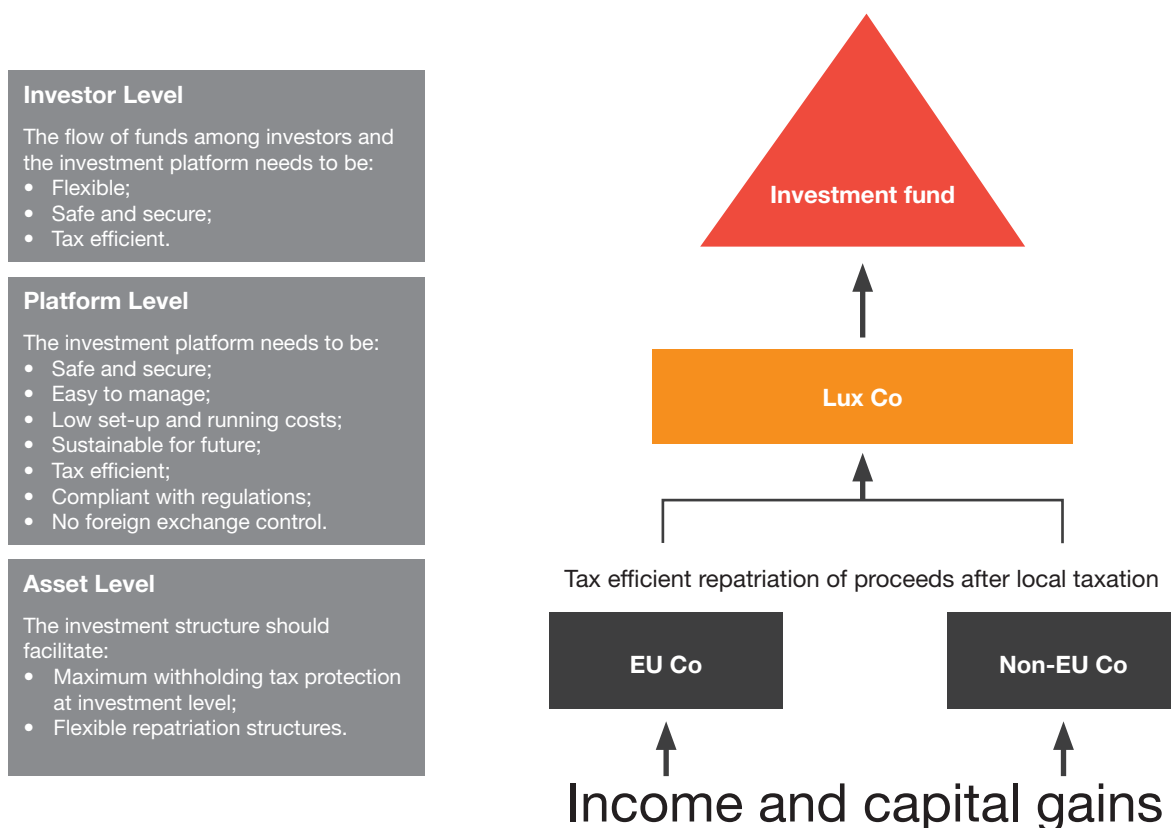 Investor Level
The flow of funds among investors and
the investment platform needs to be:
• Flexible;
• Safe and secure;
• Tax efficient.
Platform Level
The investment platform needs to be:
• Safe and secure;
• Easy to manage;
• Low set-up and running costs;
• Sustainable for future;
• Tax efficient;
• Compliant with regulations;
• No foreign exchange control.
Asset Level
The investment structure should
facilitate:
• Maximum withholding tax protection
at investment level;
• Flexible repatriation structures.
Investment fund
Lux Co
Tax efficient repatriation of proceeds after local taxation
EU Co
Non-EU Co
Income and capital gains